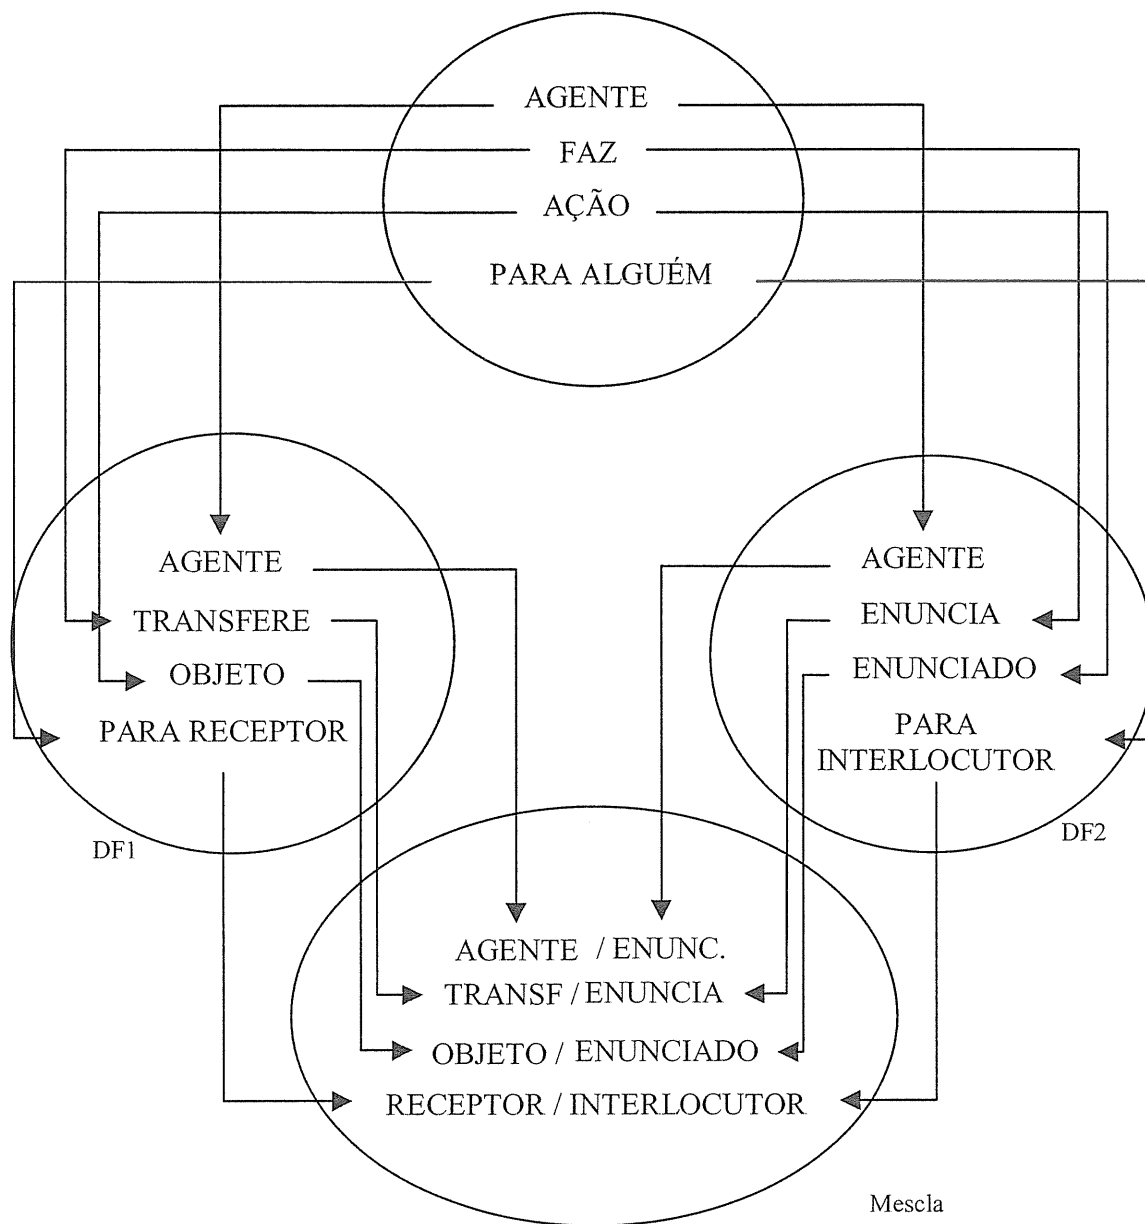 AGENTE
FAZ
AÇÃO
PARA ALGUÉM
AGENTE
TRANSFERE
OBJETO
PARA RECEPTOR
DF1
AGENTE
ENUNCIA
ENUNCIADO
PARA
INTERLOCUTOR
DF2
AGENTE / ENUNC.
TRANSF / ENUNCIA
OBJETO / ENUNCIADO
RECEPTOR / INTERLOCUTOR
Mescla